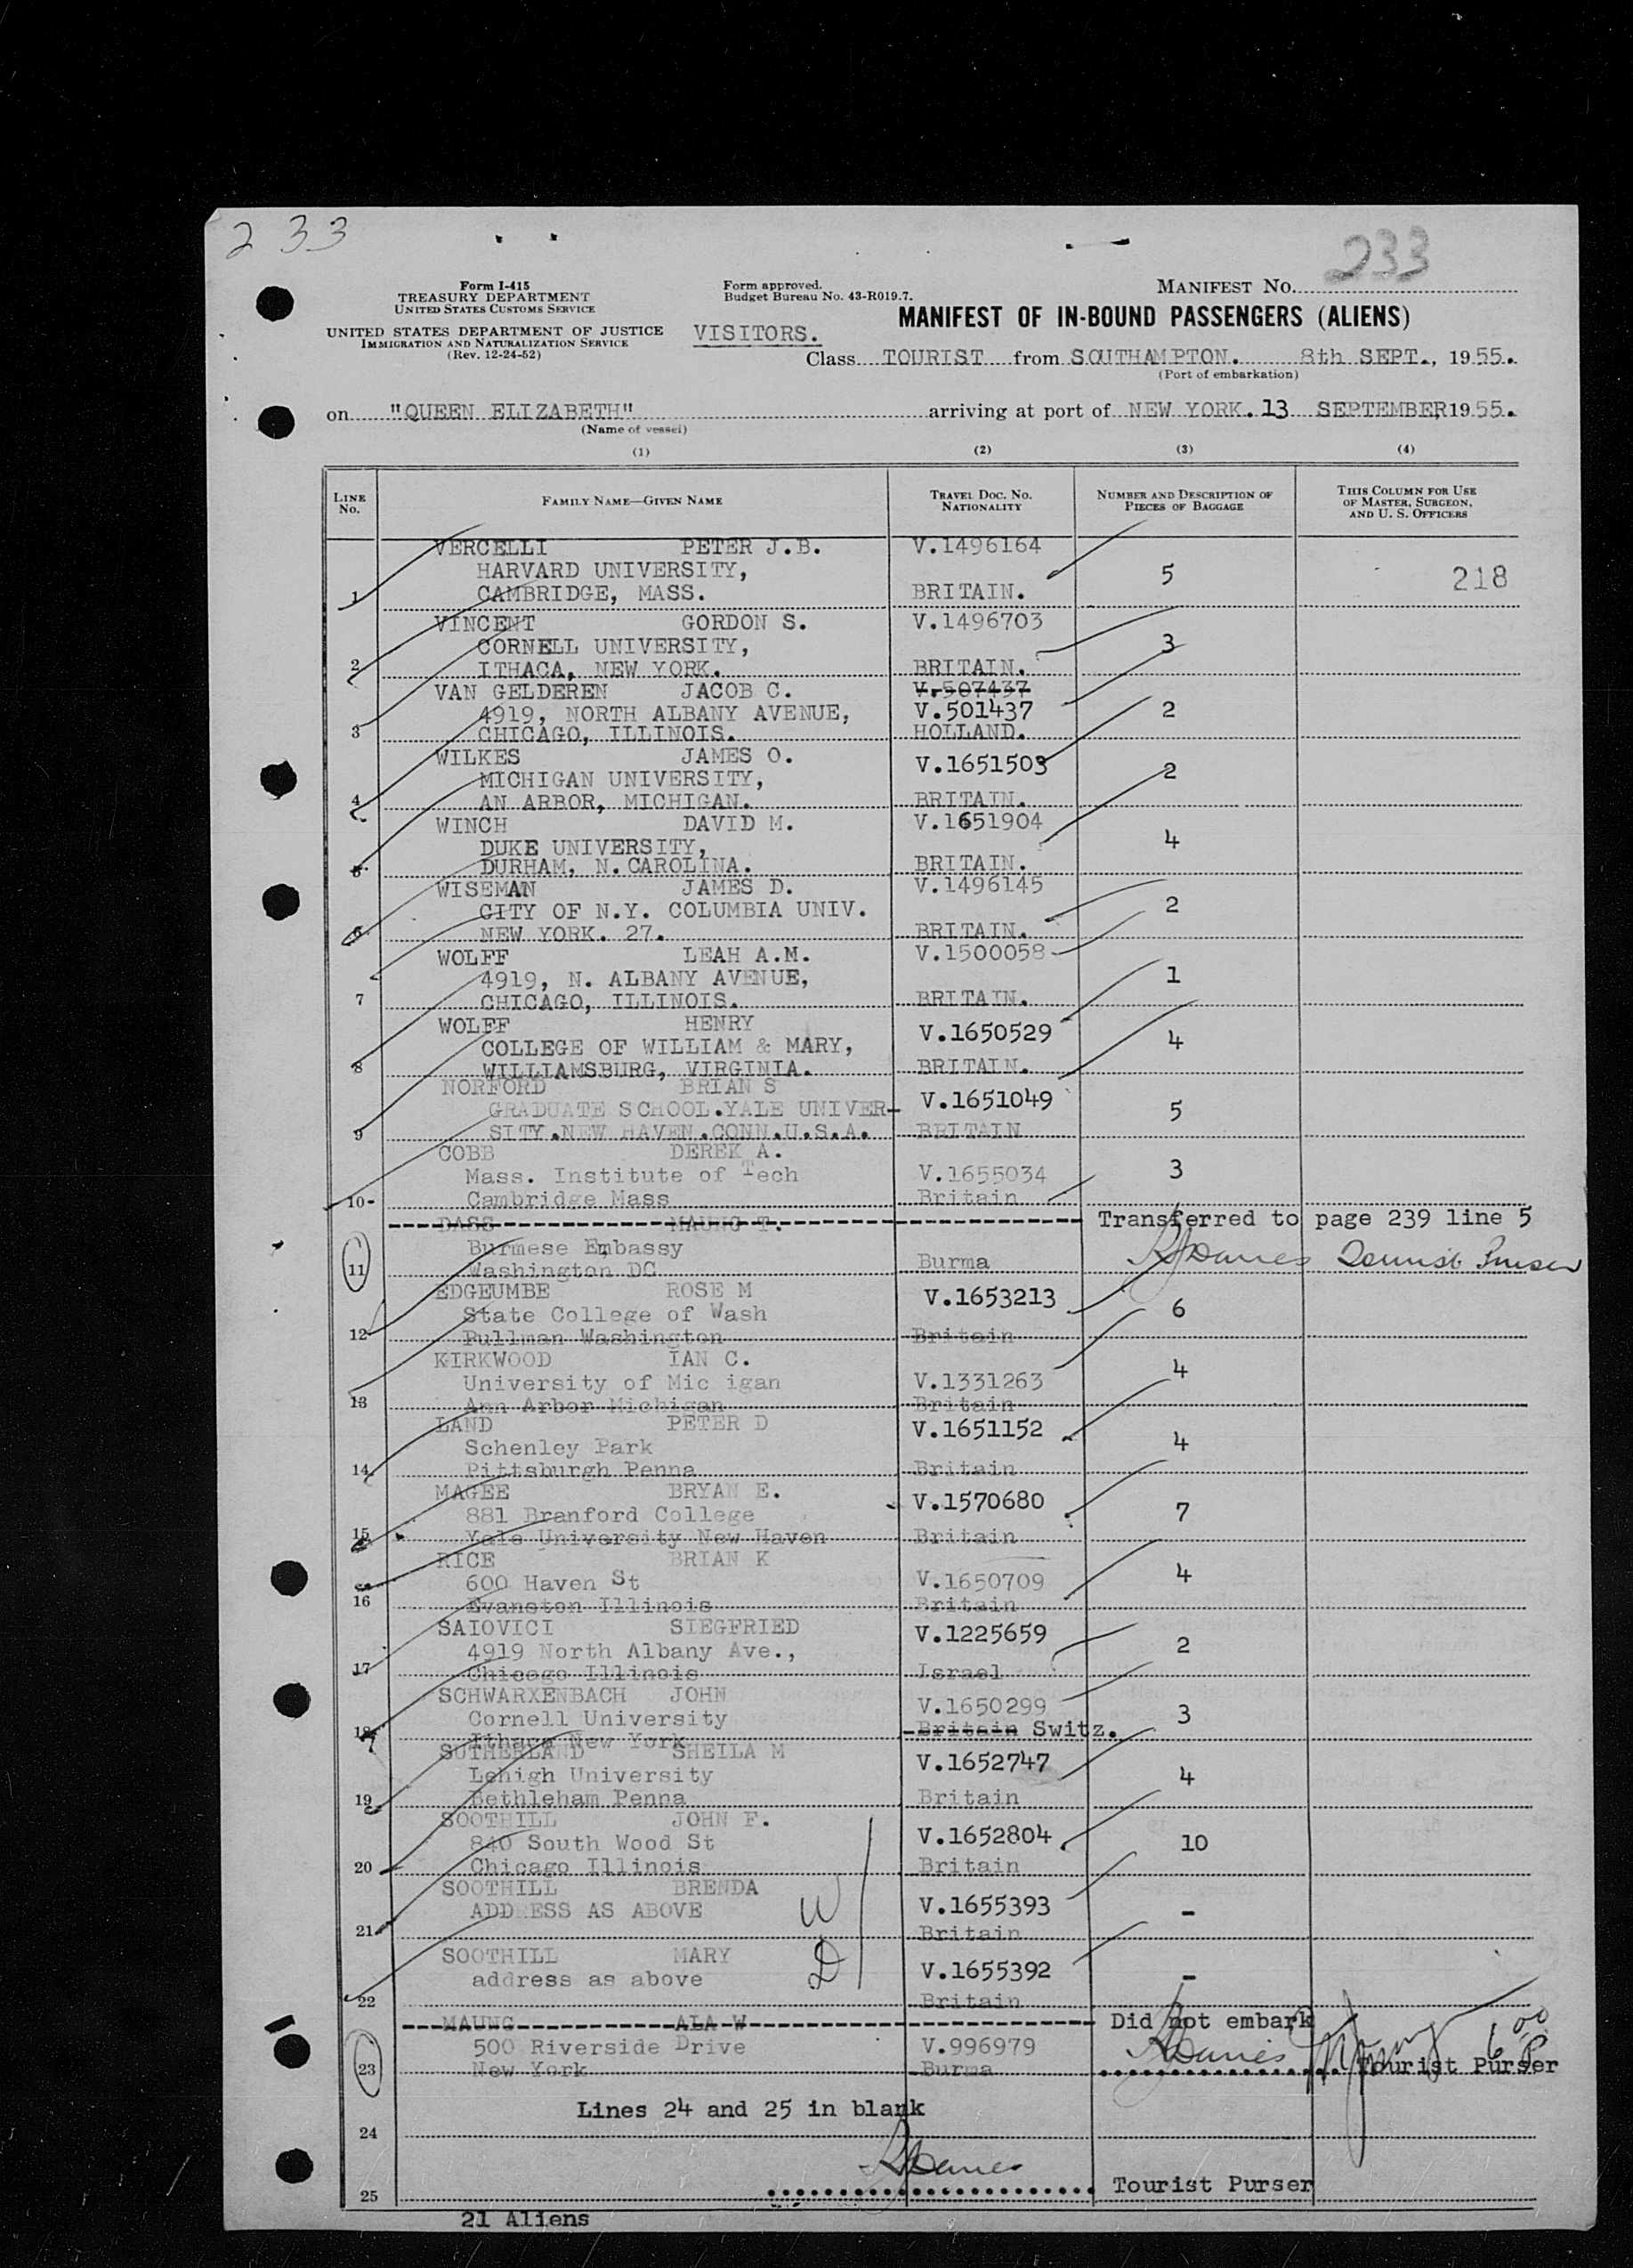 233
233
Form I-415
TREASURY DEPARTMENT
UNITED STATES CUSTOMS SERVICE
UNITED STATES DEPARTMENT OF JUSTICE
IMMIGRATION AND NATURALIZATION SERVICE
(Rev. 12-24-52)
Form approved.
Budget Bureau No. 43-R019.7.
MANIFEST NO.
MANIFEST OF IN-BOUND PASSENGERS (ALIENS)
VISITORS.
Class TOURIST from SOUTHAMPTON. 8th SEPT., 1955.
(Port of embarkation)
on "QUEEN ELIZABETH" arriving at port of NEW YORK. 13 SEPTEMBER, 1955.
(Name of vessel)
(1) (2) (3) (4)
LINE NO. FAMILY NAME—GIVEN NAME TRAVEL DOC. NO. NATIONALITY NUMBER AND DESCRIPTION OF PIECES OF BAGGAGE THIS COLUMN FOR USE OF MASTER, SURGEON, AND U. S. OFFICERS
VERCELLI PETER J.B. V.1496164
HARVARD UNIVERSITY, 5 218
1 CAMBRIDGE, MASS. BRITAIN.
VINCENT GORDON S. V.1496703
CORNELL UNIVERSITY, 3
2 ITHACA, NEW YORK. BRITAIN.
VAN GELDEREN JACOB C. V.507437
4919, NORTH ALBANY AVENUE, V.501437 2
3 CHICAGO, ILLINOIS. HOLLAND.
WILKES JAMES O. V.1651503
MICHIGAN UNIVERSITY, 2
4 AN ARBOR, MICHIGAN. BRITAIN.
WINCH DAVID M. V.1651904
DUKE UNIVERSITY, 4
5 DURHAM, N. CAROLINA. BRITAIN.
WISEMAN JAMES D. V.1496145
CITY OF N.Y. COLUMBIA UNIV. 2
6 NEW YORK. 27. BRITAIN.
WOLFF LEAH A.M. V.1500058
4919, N. ALBANY AVENUE, 1
7 CHICAGO, ILLINOIS. BRITAIN.
WOLFF HENRY V.1650529
COLLEGE OF WILLIAM & MARY, 4
8 WILLIAMSBURG, VIRGINIA. BRITAIN.
NORFORD BRIAN S V.1651049
GRADUATE SCHOOL.YALE UNIVER- 5
9 SITY.NEW HAVEN.CONN.U.S.A. BRITAIN
COBB DEREK A.
Mass. Institute of Tech V.1655034 3
10 Cambridge Mass Britain
DASS MAUNG T. Transferred to page 239 line 5
Burmese Embassy Tourist Purser
11 Washington DC Burma
EDGEUMBE ROSE M V.1653213
State College of Wash 6
12 Pullman Washington Britain
KIRKWOOD IAN C.
University of Mic igan V.1331263 4
13 Ann Arbor Michigan Britain
LAND PETER D V.1651152
Schenley Park 4
14 Pittsburgh Penna Britain
MAGEE BRYAN E. V.1570680
881 Branford College 7
15 Yale University New Haven Britain
RICE BRIAN K
600 Haven St V.1650709 4
16 Evanston Illinois Britain
SAIOVICI SIEGFRIED V.1225659
4919 North Albany Ave., 2
17 Chicago Illinois Israel
SCHWARXENBACH JOHN V.1650299
Cornell University 3
18 Ithaca New York Britain Switz.
SUTHERLAND SHEILA M V.1652747
Lehigh University 4
19 Bethleham Penna Britain
SOOTHILL JOHN F. V.1652804
840 South Wood St 10
20 Chicago Illinois Britain
SOOTHILL BRENDA W V.1655393
ADDRESS AS ABOVE -
21 Britain
SOOTHILL MARY D V.1655392
address as above -
22 Britain
MAUNG ALA W Did not embark
500 Riverside Drive V.996979
23 New York Burma Tourist Purser
Lines 24 and 25 in blank
24
25 Tourist Purser
21 Aliens